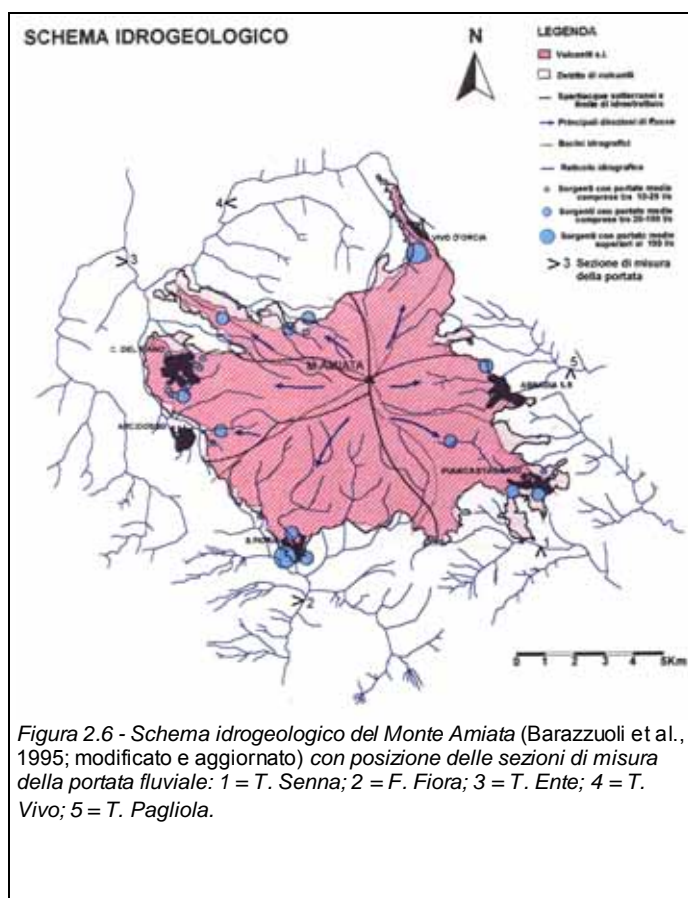 SCHEMA IDROGEOLOGICO
N
LEGENDA
Vulcaniti s.l.
Detrito di vulcaniti
Spartiacque sotterranei e
limite di idrostruttura
Principali direzioni di flusso
Bacini idrografici
Reticolo idrografico
Sorgenti con portate medie
comprese tra 10-20 l/s
Sorgenti con portate medie
comprese tra 20-100 l/s
Sorgenti con portate medie
superiori ai 100 l/s
3 Sezione di misura
della portata
4
3
VIVO D'ORCIA
C. DEL PIANO
M.AMIATA
5
ABBADIA S.S.
ARCIDOSSO
PIANCASTAGNAIO
S.FIORA
1
2
0 1 2 3 4 5Km
Figura 2.6 - Schema idrogeologico del Monte Amiata (Barazzuoli et al.,
1995; modificato e aggiornato) con posizione delle sezioni di misura
della portata fluviale: 1 = T. Senna; 2 = F. Fiora; 3 = T. Ente; 4 = T.
Vivo; 5 = T. Pagliola.